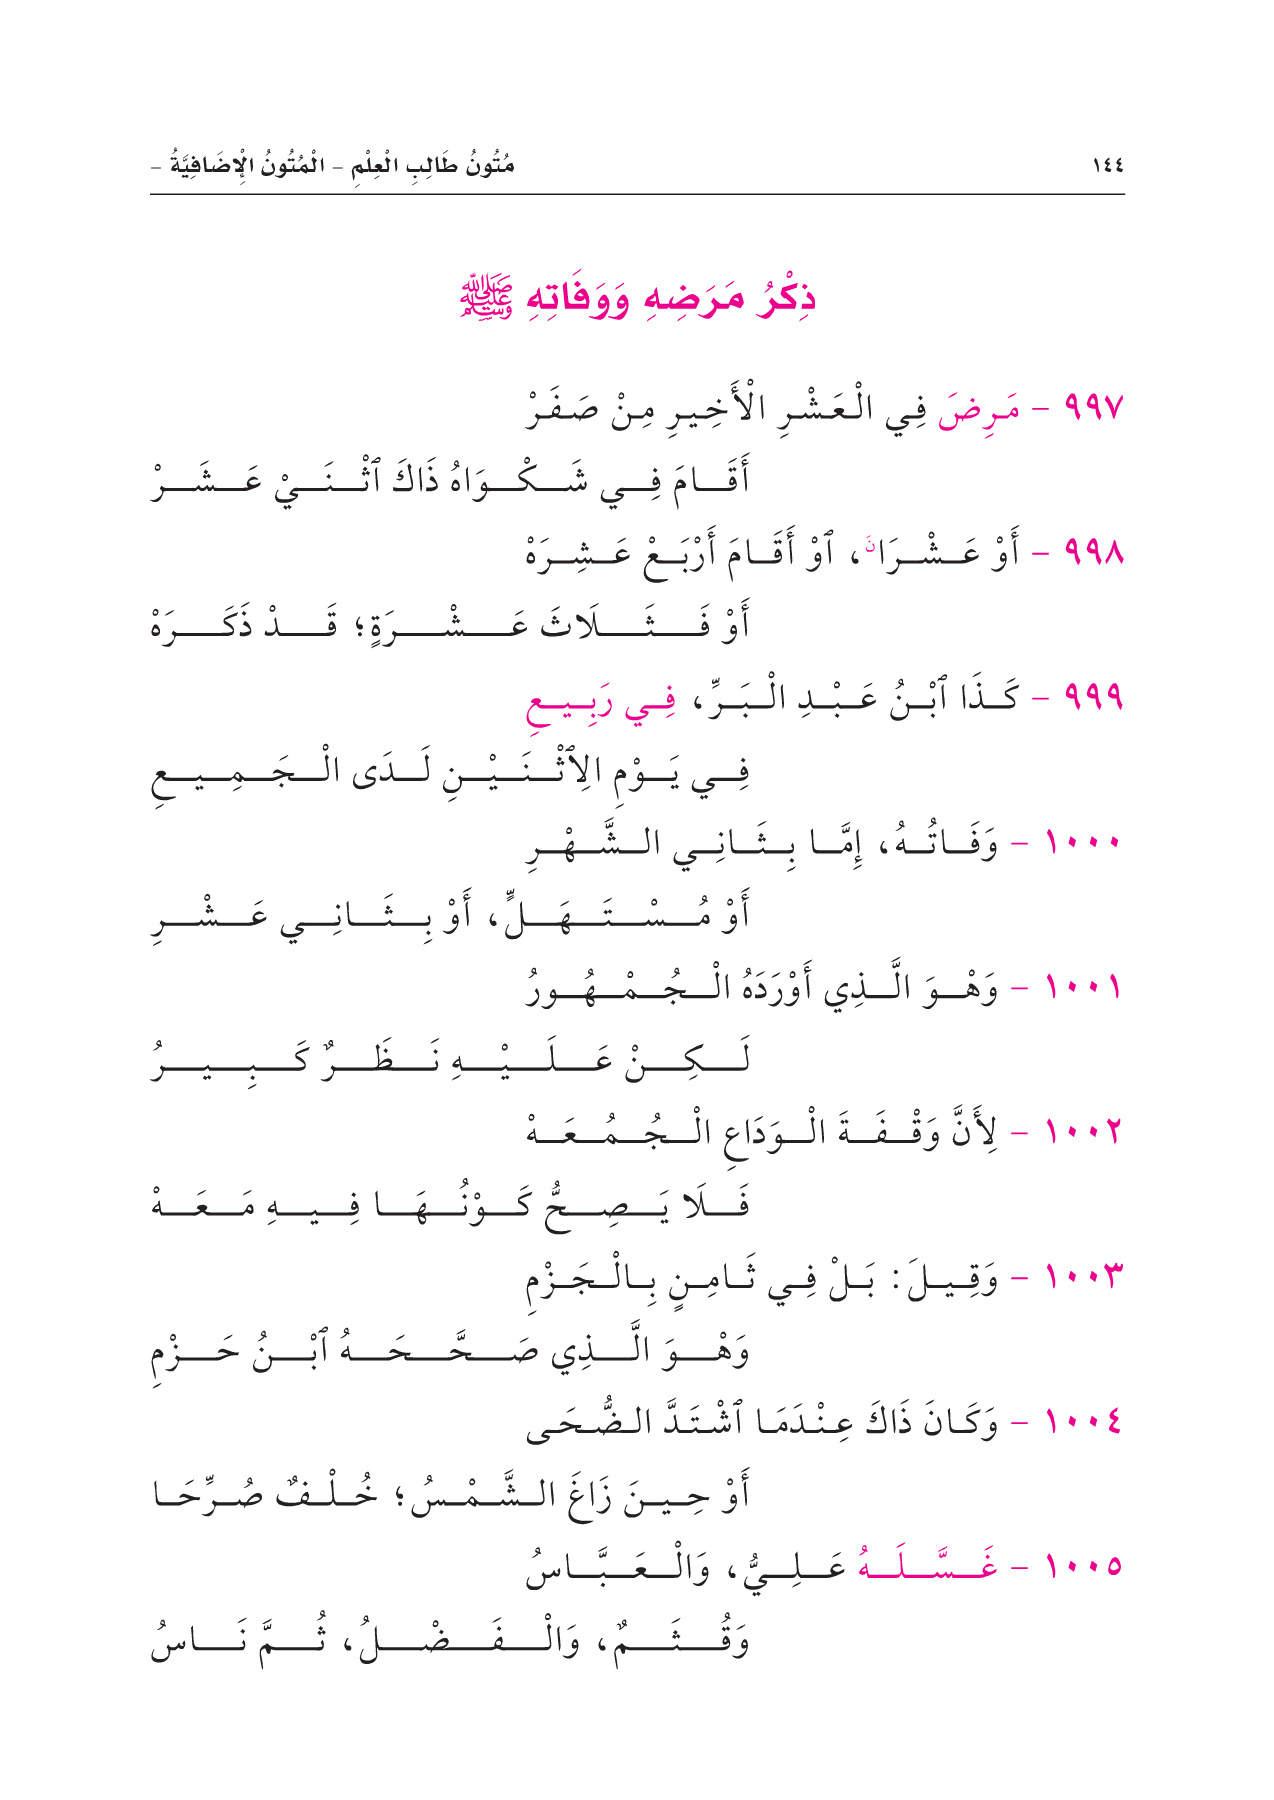 ١٤٤ مُتُونُ طَالِبِ الْعِلْمِ - الْمُتُونُ الْإِضَافِيَّةُ -
ذِكْرُ مَرَضِهِ وَوَفَاتِهِ ﷺ
٩٩٧ - مَرِضَ فِي الْعَشْرِ الْأَخِيرِ مِنْ صَفَرْ
أَقَامَ فِي شَكْوَاهُ ذَاكَ ٱثْنَيْ عَشَرْ
٩٩٨ - أَوْ عَشْرَانَ، ٱوْ أَقَامَ أَرْبَعْ عَشِرَهْ
أَوْ فَثَلَاثَ عَشْرَةٍ؛ قَدْ ذَكَرَهْ
٩٩٩ - كَذَا ٱبْنُ عَبْدِ الْبَرِّ، فِي رَبِيعِ
فِي يَوْمِ الِٱثْنَيْنِ لَدَى الْجَمِيعِ
١٠٠٠ - وَفَاتُهُ، إِمَّا بِثَانِي الشَّهْرِ
أَوْ مُسْتَهَلٍّ، أَوْ بِثَانِي عَشْرِ
١٠٠١ - وَهْوَ الَّذِي أَوْرَدَهُ الْجُمْهُورُ
لَكِنْ عَلَيْهِ نَظَرٌ كَبِيرُ
١٠٠٢ - لِأَنَّ وَقْفَةَ الْوَدَاعِ الْجُمُعَهْ
فَلَا يَصِحُّ كَوْنُهَا فِيهِ مَعَهْ
١٠٠٣ - وَقِيلَ: بَلْ فِي ثَامِنٍ بِالْجَزْمِ
وَهْوَ الَّذِي صَحَّحَهُ ٱبْنُ حَزْمِ
١٠٠٤ - وَكَانَ ذَاكَ عِنْدَمَا ٱشْتَدَّ الضُّحَى
أَوْ حِينَ زَاغَ الشَّمْسُ؛ خُلْفٌ صُرِّحَا
١٠٠٥ - غَسَّلَهُ عَلِيُّ، وَالْعَبَّاسُ
وَقُثَمٌ، وَالْفَضْلُ، ثُمَّ نَاسُ